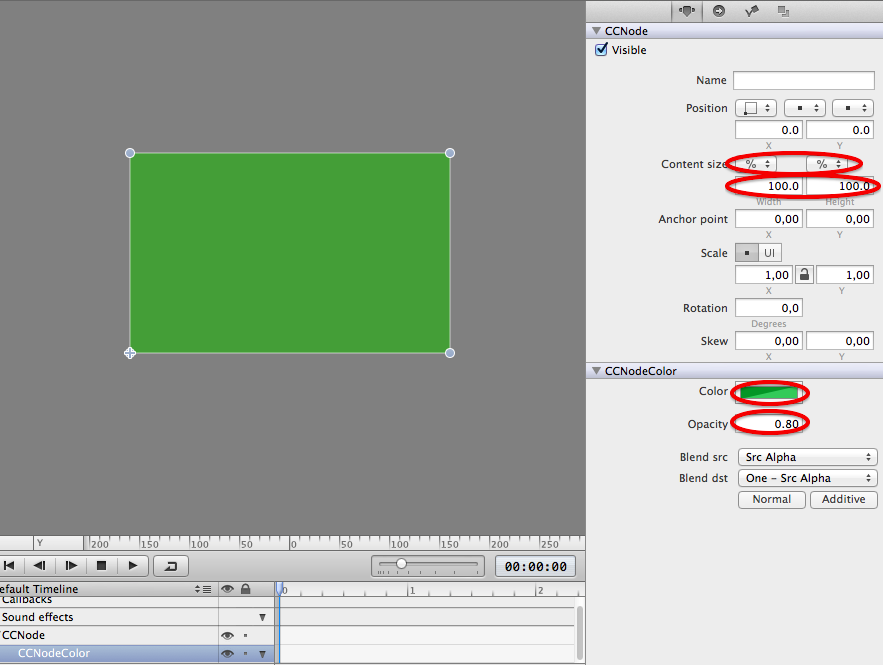 CCNode
Visible
Name
Position
0.0 0.0
X Y
Content size % %
100.0 100.0
Width Height
Anchor point 0,00 0,00
X Y
Scale UI
1,00 1,00
X Y
Rotation 0,0
Degrees
Skew 0,00 0,00
X Y
CCNodeColor
Color
Opacity 0.80
Blend src Src Alpha
Blend dst One - Src Alpha
Normal Additive
Y 200 150 100 50 0 50 100 150 200 250
00:00:00
efault Timeline 0 1 2
Callbacks
Sound effects
CCNode
CCNodeColor